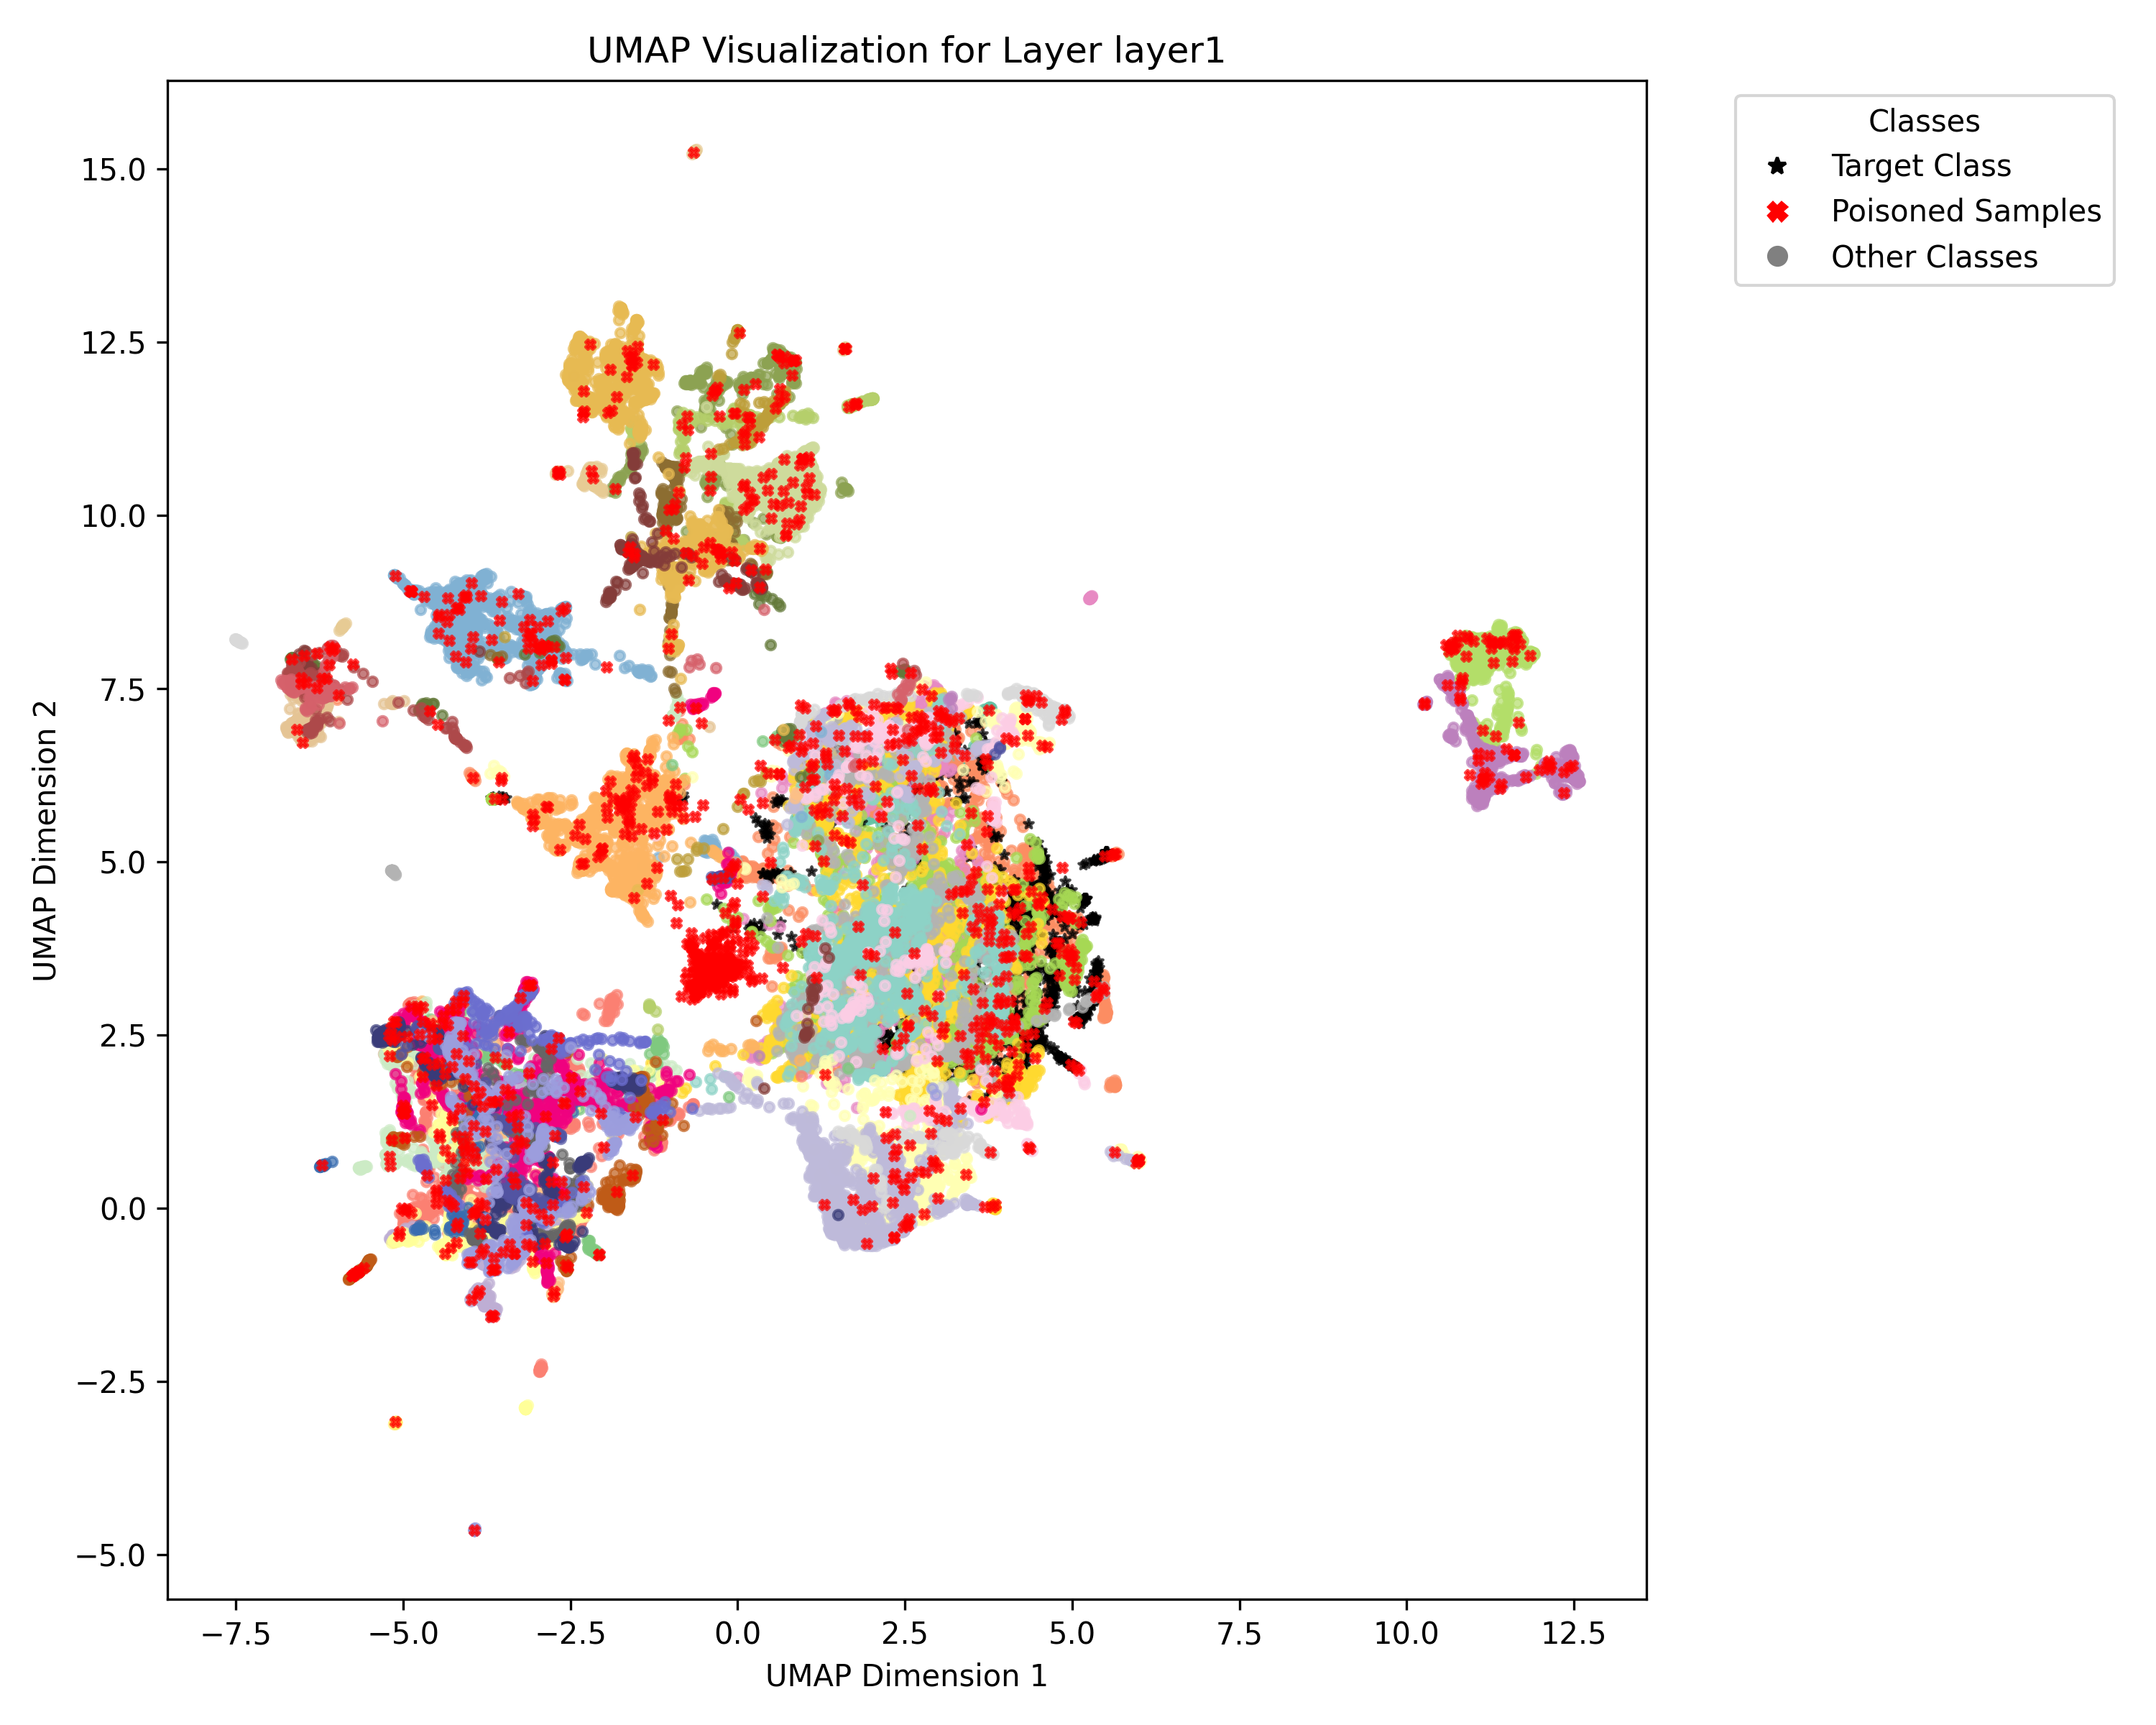 UMAP Visualization for Layer layer1
Classes
Target Class
Poisoned Samples
Other Classes
15.0
12.5
10.0
7.5
5.0
2.5
0.0
−2.5
−5.0
UMAP Dimension 2
−7.5 −5.0 −2.5 0.0 2.5 5.0 7.5 10.0 12.5
UMAP Dimension 1